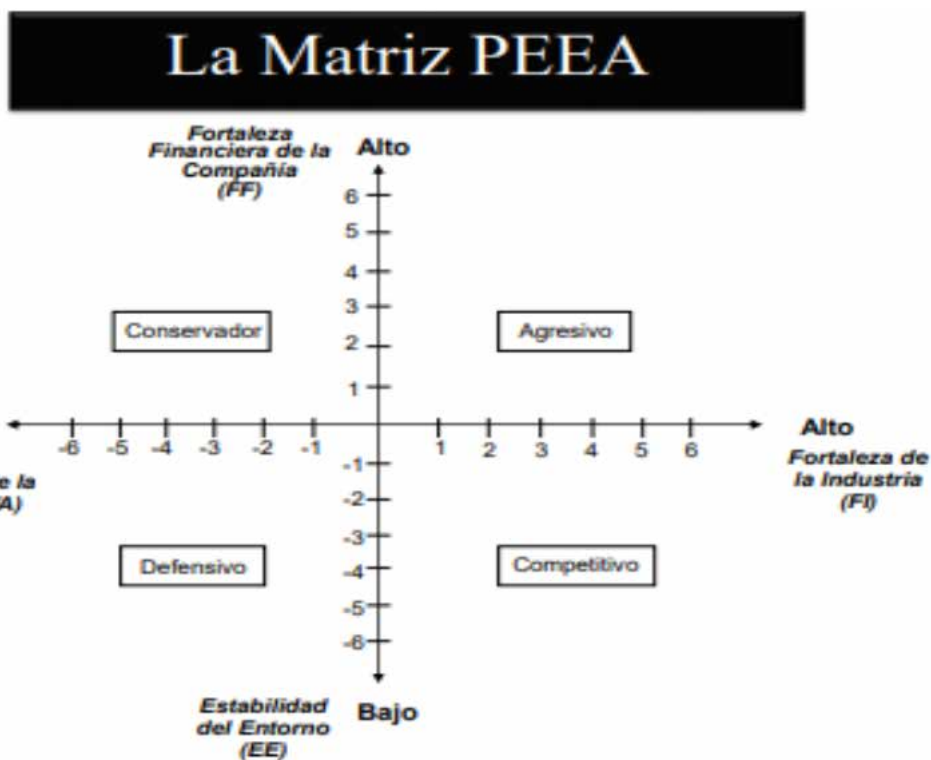 La Matriz PEEA
Fortaleza
Financiera de la
Compañía
(FF)
Alto
6
5
4
3
Conservador
Agresivo
2
1
-6 -5 -4 -3 -2 -1 1 2 3 4 5 6
Alto
Fortaleza de
la Industria
(FI)
e la
A)
-1
-2
-3
Defensivo
Competitivo
-4
-5
-6
Estabilidad
del Entorno
(EE)
Bajo